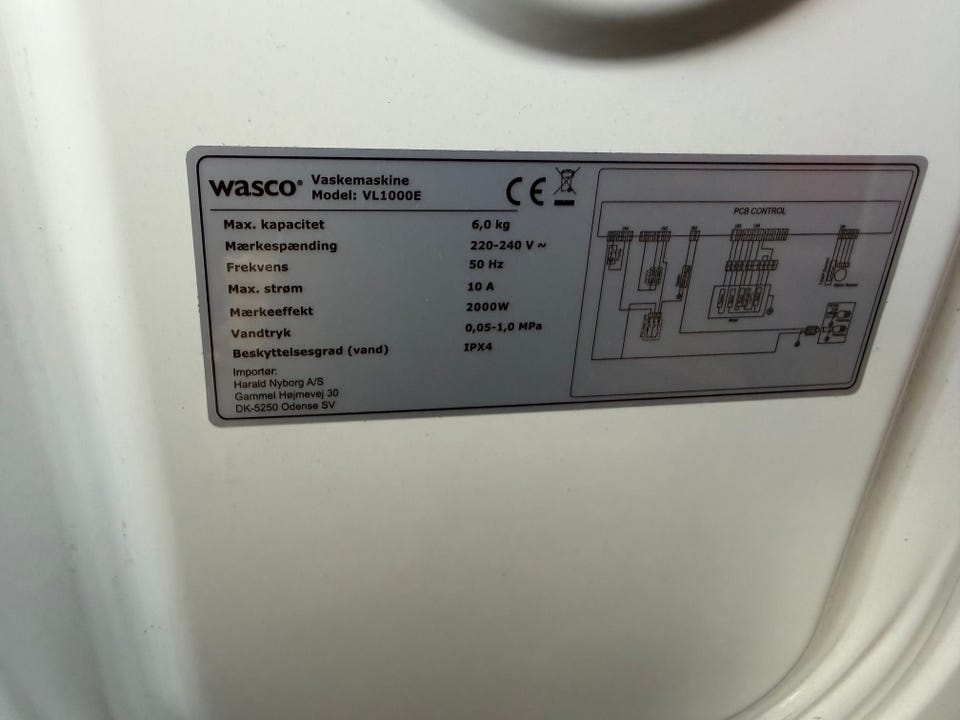 wasco® Vaskemaskine
Model: VL1000E
CE
Max. kapacitet 6,0 kg
Mærkespænding 220-240 V ~
Frekvens 50 Hz
Max. strøm 10 A
Mærkeeffekt 2000W
Vandtryk 0,05-1,0 MPa
Beskyttelsesgrad (vand) IPX4
Importør:
Harald Nyborg A/S
Gammel Højmevej 30
DK-5250 Odense SV
PCB CONTROL